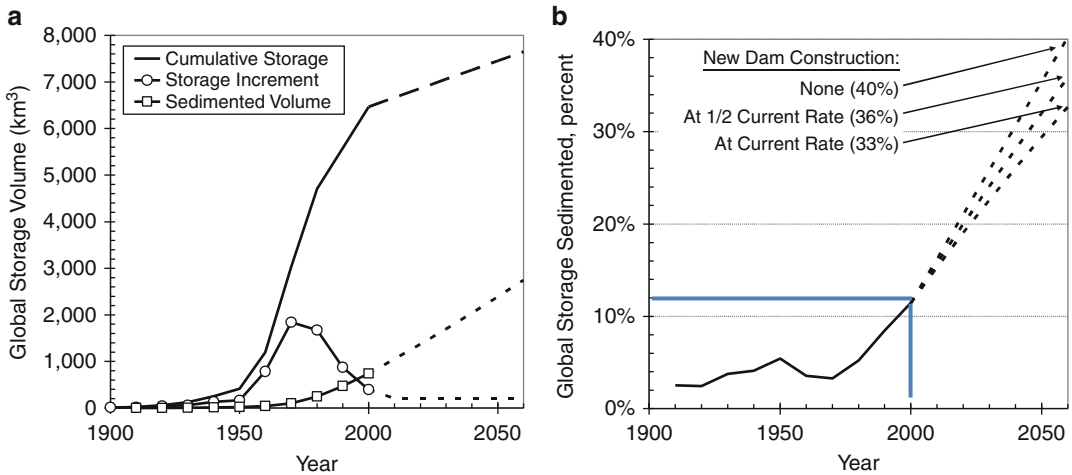 a
8,000
7,000
6,000
5,000
4,000
3,000
2,000
1,000
0
Global Storage Volume (km³)
Cumulative Storage
Storage Increment
Sedimented Volume
1900
1950
2000
2050
Year
b
40%
30%
20%
10%
0%
Global Storage Sedimented, percent
New Dam Construction:
None (40%)
At 1/2 Current Rate (36%)
At Current Rate (33%)
1900
1950
2000
2050
Year